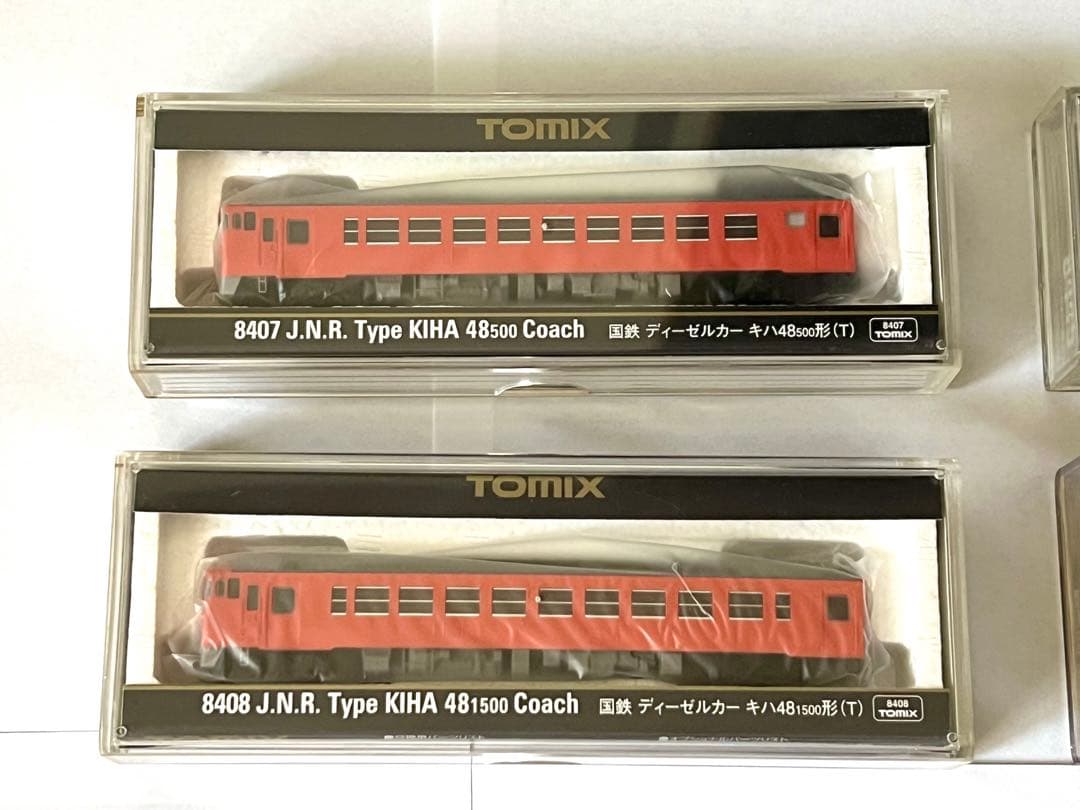 TOMIX
8407 J.N.R. Type KIHA 48500 Coach 国鉄 ディーゼルカー キハ48500形(T) 8407 TOMIX
TOMIX
8408 J.N.R. Type KIHA 481500 Coach 国鉄 ディーゼルカー キハ481500形(T) 8408 TOMIX